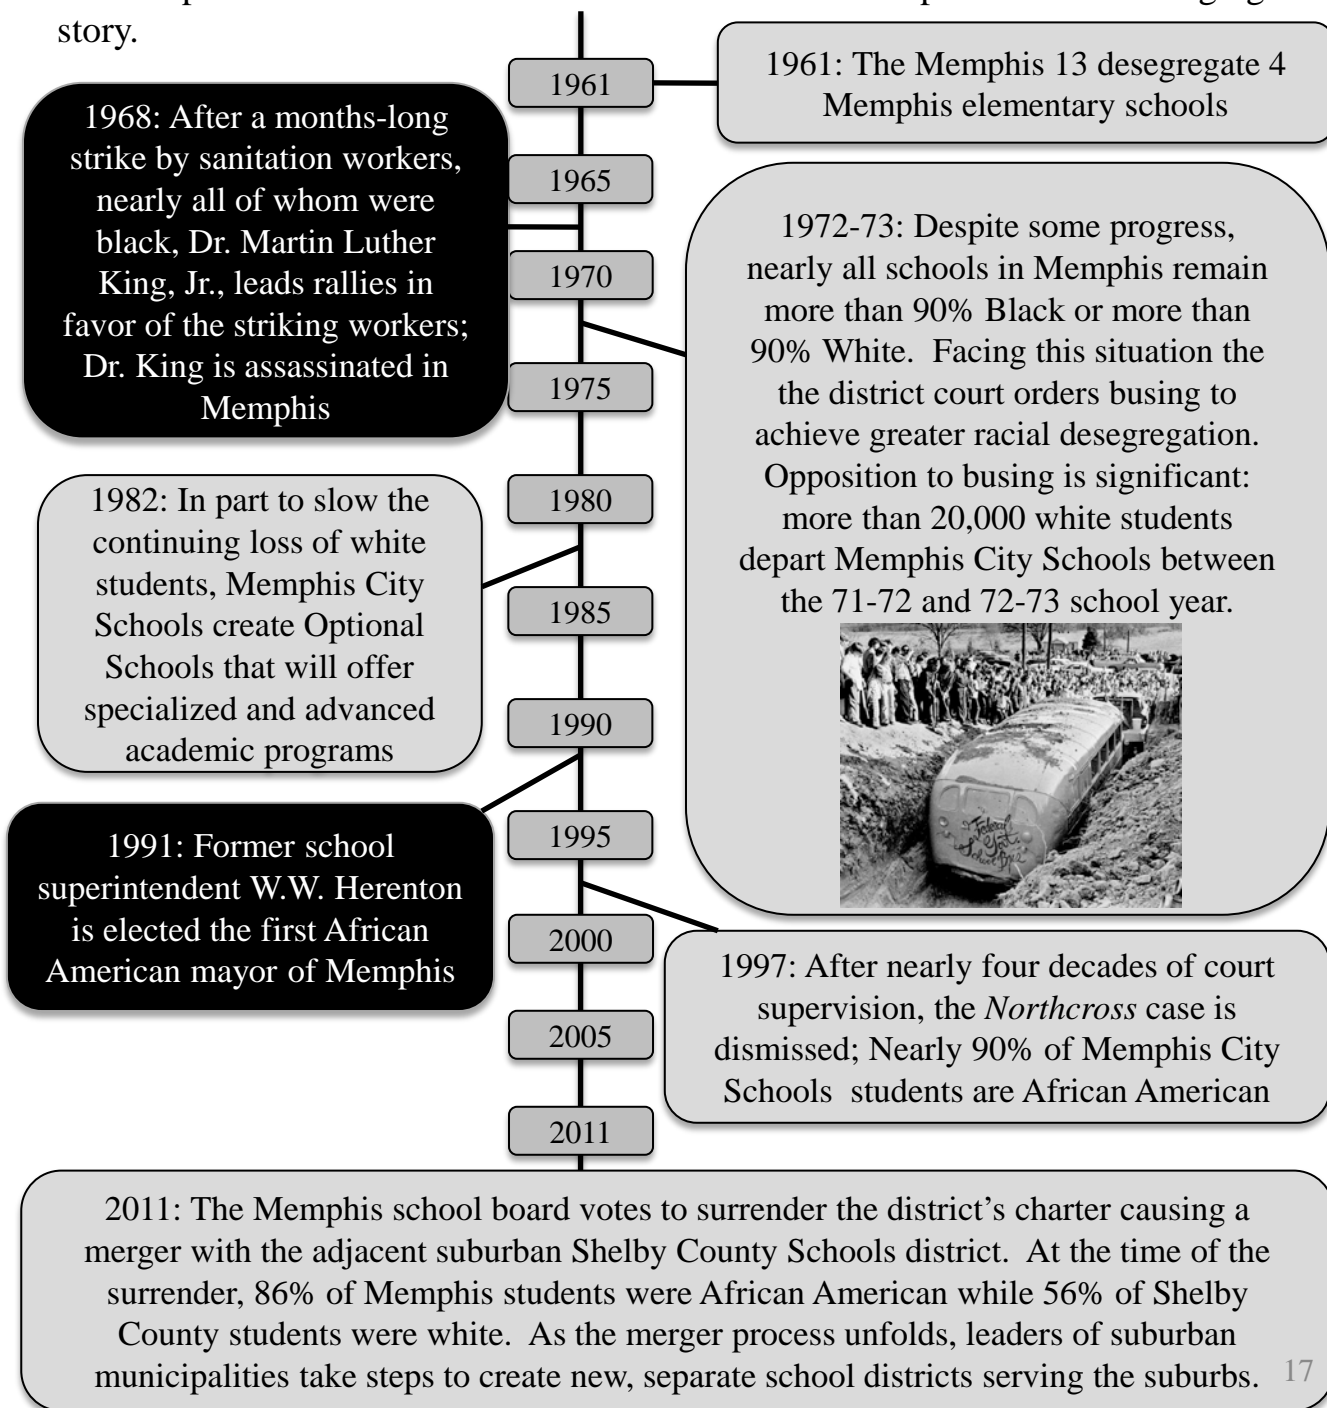 story.
1961
1961: The Memphis 13 desegregate 4
Memphis elementary schools
1968: After a months-long
strike by sanitation workers,
nearly all of whom were
black, Dr. Martin Luther
King, Jr., leads rallies in
favor of the striking workers;
Dr. King is assassinated in
Memphis
1965
1970
1972-73: Despite some progress,
nearly all schools in Memphis remain
more than 90% Black or more than
90% White. Facing this situation the
the district court orders busing to
achieve greater racial desegregation.
Opposition to busing is significant:
more than 20,000 white students
depart Memphis City Schools between
the 71-72 and 72-73 school year.
1975
1980
1982: In part to slow the
continuing loss of white
students, Memphis City
Schools create Optional
Schools that will offer
specialized and advanced
academic programs
1985
1990
1991: Former school
superintendent W.W. Herenton
is elected the first African
American mayor of Memphis
1995
1997: After nearly four decades of court
supervision, the Northcross case is
dismissed; Nearly 90% of Memphis City
Schools students are African American
2000
2005
2011
2011: The Memphis school board votes to surrender the district's charter causing a
merger with the adjacent suburban Shelby County Schools district. At the time of the
surrender, 86% of Memphis students were African American while 56% of Shelby
County students were white. As the merger process unfolds, leaders of suburban
municipalities take steps to create new, separate school districts serving the suburbs.
17